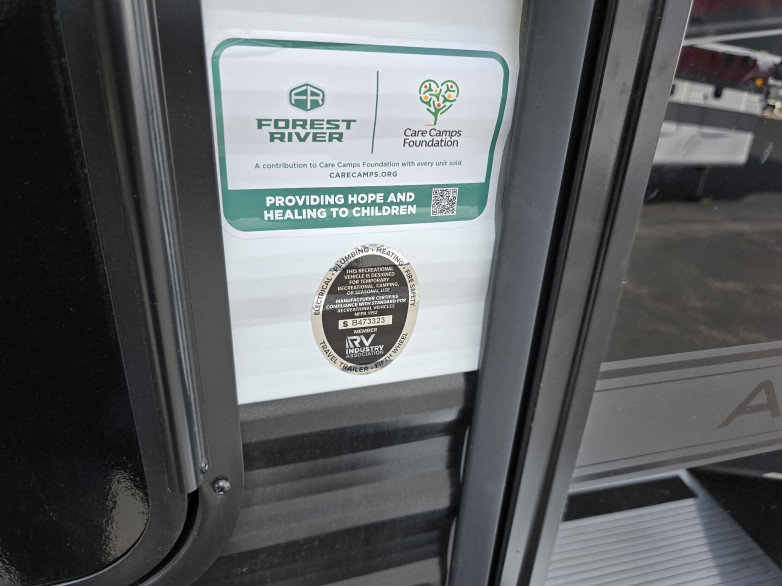 FR
FOREST
RIVER
Care Camps
Foundation
A contribution to Care Camps Foundation with every unit sold
CARECAMPS.ORG
PROVIDING HOPE AND
HEALING TO CHILDREN
ELECTRICAL - PLUMBING - HEATING - FIRE SAFETY
THIS RECREATIONAL
VEHICLE IS DESIGNED
FOR TEMPORARY
RECREATIONAL, CAMPING,
OR SEASONAL USE
MANUFACTURER CERTIFIES
COMPLIANCE WITH STANDARD FOR
RECREATIONAL VEHICLES
NFPA 1192
S B473323
MEMBER
RV
INDUSTRY
ASSOCIATION
TRAVEL TRAILER - FIFTH WHEEL
A